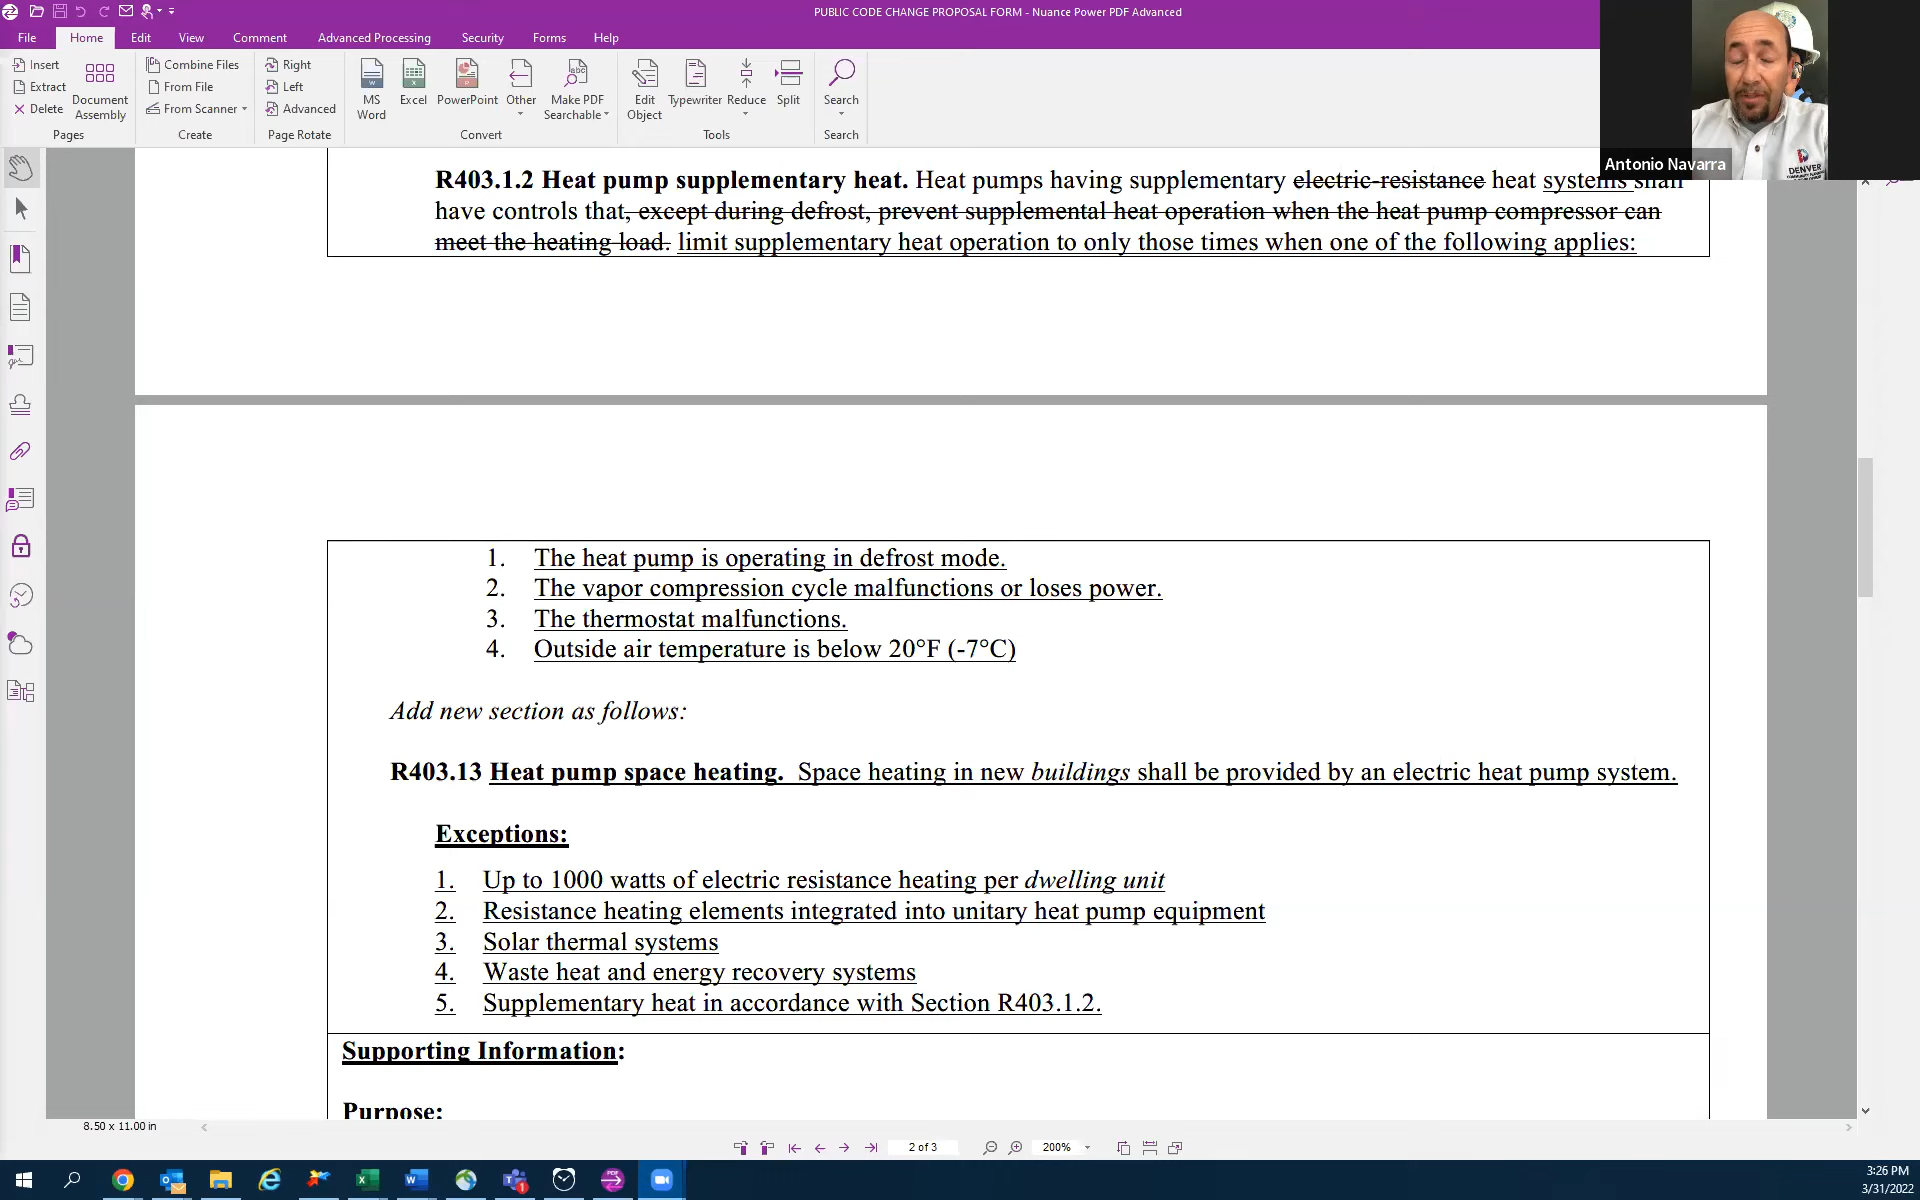 PUBLIC CODE CHANGE PROPOSAL FORM - Nuance Power PDF Advanced
File Home Edit View Comment Advanced Processing Security Forms Help
Insert
Extract
Delete
Document Assembly
Pages
Combine Files
From File
From Scanner
Create
Right
Left
Advanced
Page Rotate
MS Word
Excel
PowerPoint
Other
Make PDF Searchable
Convert
Edit Object
Typewriter
Reduce
Split
Tools
Search
Search
DENVER
Antonio Navarra
R403.1.2 Heat pump supplementary heat. Heat pumps having supplementary electric-resistance heat systems shall
have controls that, except during defrost, prevent supplemental heat operation when the heat pump compressor can
meet the heating load. limit supplementary heat operation to only those times when one of the following applies:
1. The heat pump is operating in defrost mode.
2. The vapor compression cycle malfunctions or loses power.
3. The thermostat malfunctions.
4. Outside air temperature is below 20°F (-7°C)
Add new section as follows:
R403.13 Heat pump space heating. Space heating in new buildings shall be provided by an electric heat pump system.
Exceptions:
1. Up to 1000 watts of electric resistance heating per dwelling unit
2. Resistance heating elements integrated into unitary heat pump equipment
3. Solar thermal systems
4. Waste heat and energy recovery systems
5. Supplementary heat in accordance with Section R403.1.2.
Supporting Information:
Purpose:
8.50 x 11.00 in
2 of 3
200%
3:26 PM
3/31/2022